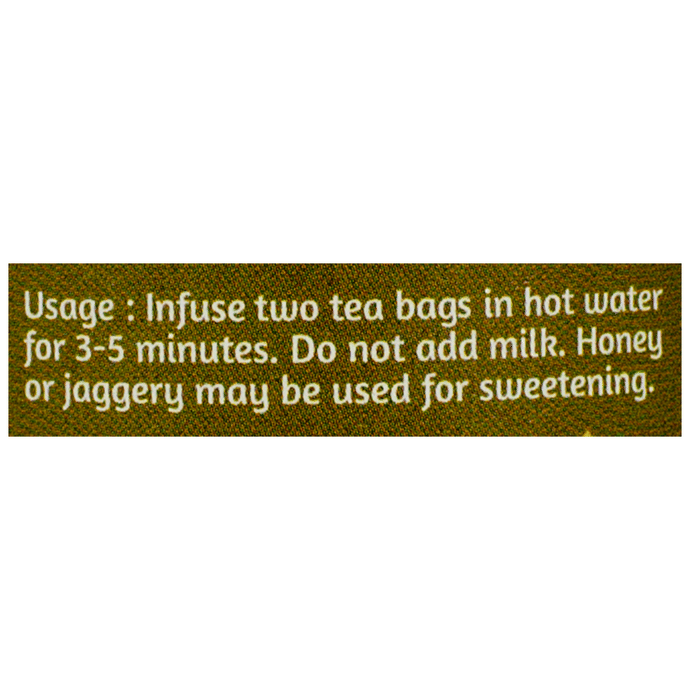 Usage : Infuse two tea bags in hot water
for 3-5 minutes. Do not add milk. Honey
or jaggery may be used for sweetening.